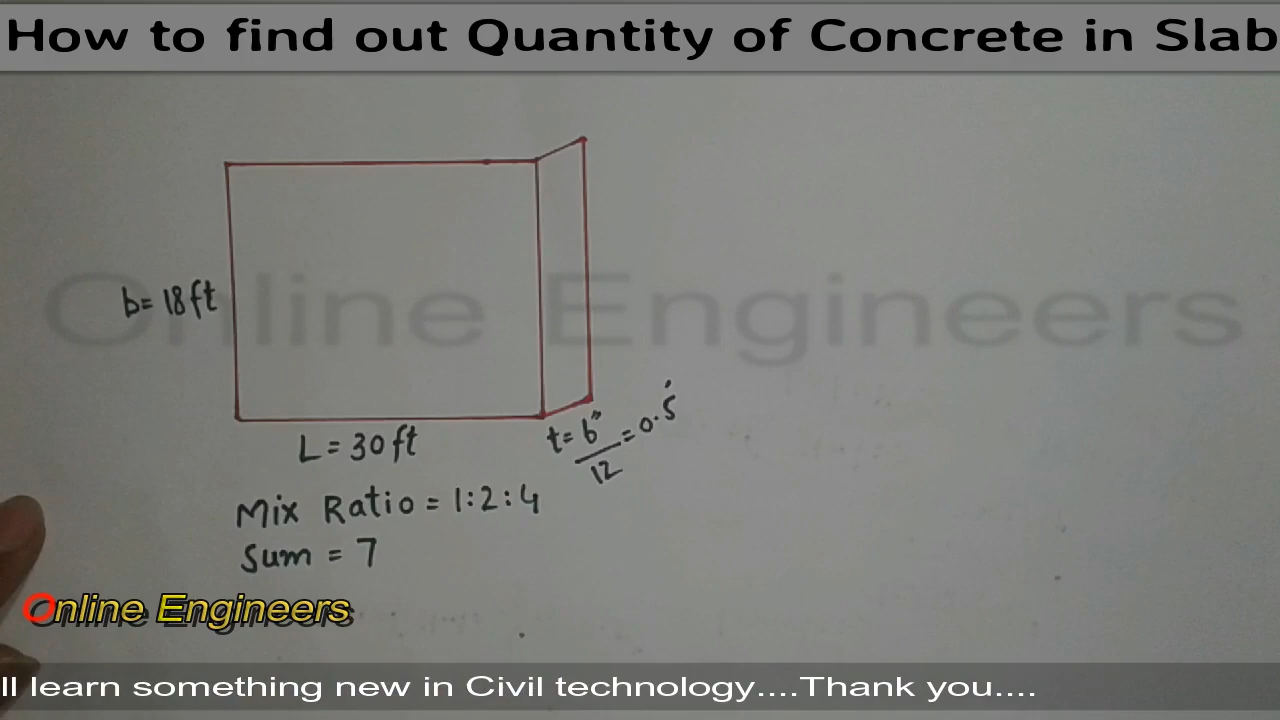 How to find out Quantity of Concrete in Slab
b= 18ft
Online Engineers
L = 30 ft
t= 6" = 0.5'
12
Mix Ratio = 1:2:4
Sum = 7
Online Engineers
ll learn something new in Civil technology....Thank you....